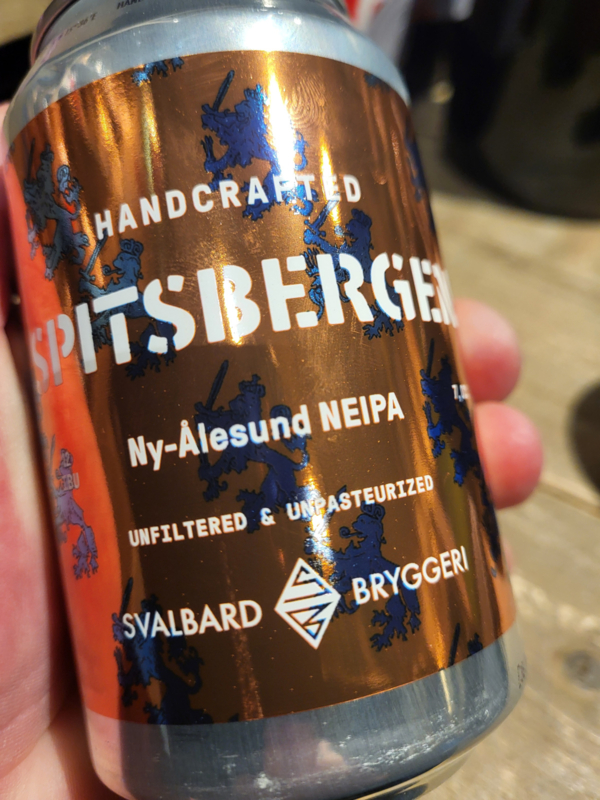 HANDCRAFTED
SPITSBERGEN
Ny-Ålesund NEIPA
UNFILTERED & UNPASTEURIZED
SVALBARD BRYGGERI